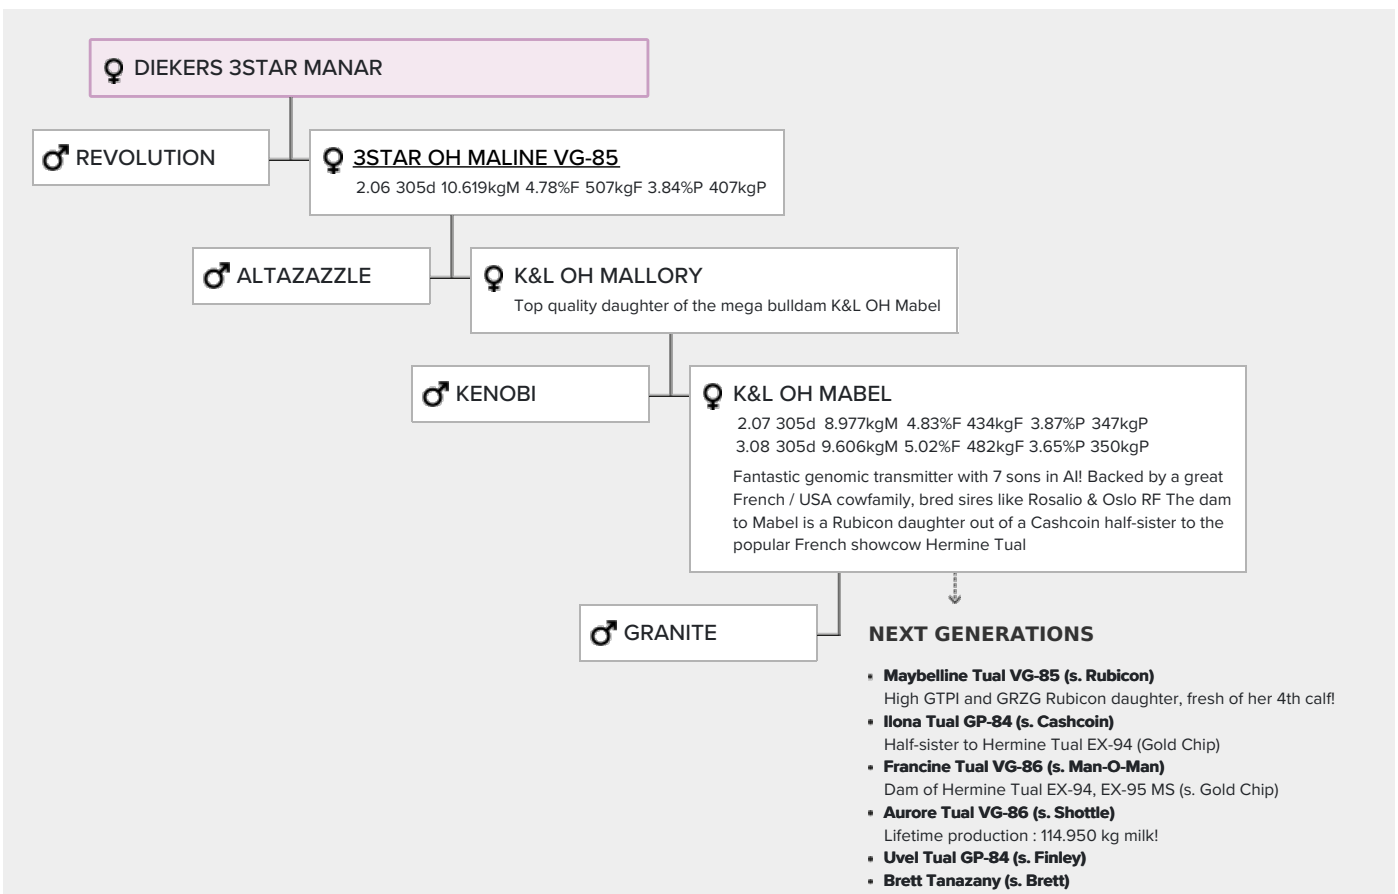 DIEKERS 3STAR MANAR
REVOLUTION
3STAR OH MALINE VG-85
2.06 305d 10.619kgM 4.78%F 507kgF 3.84%P 407kgP
ALTAZAZZLE
K&L OH MALLORY
Top quality daughter of the mega bulldam K&L OH Mabel
KENOBI
K&L OH MABEL
2.07 305d 8.977kgM 4.83%F 434kgF 3.87%P 347kgP
3.08 305d 9.606kgM 5.02%F 482kgF 3.65%P 350kgP
Fantastic genomic transmitter with 7 sons in AI! Backed by a great
French / USA cowfamily, bred sires like Rosalio & Oslo RF The dam
to Mabel is a Rubicon daughter out of a Cashcoin half-sister to the
popular French showcow Hermine Tual
GRANITE
NEXT GENERATIONS
Maybelline Tual VG-85 (s. Rubicon)
High GTPI and GRZG Rubicon daughter, fresh of her 4th calf!
Ilona Tual GP-84 (s. Cashcoin)
Half-sister to Hermine Tual EX-94 (Gold Chip)
Francine Tual VG-86 (s. Man-O-Man)
Dam of Hermine Tual EX-94, EX-95 MS (s. Gold Chip)
Aurore Tual VG-86 (s. Shottle)
Lifetime production : 114.950 kg milk!
Uvel Tual GP-84 (s. Finley)
Brett Tanazany (s. Brett)